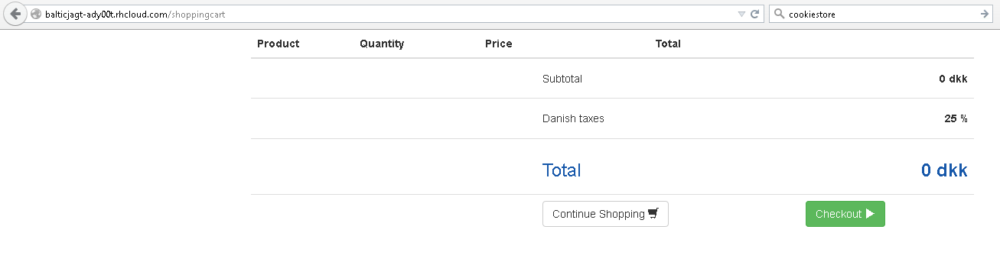 balticjagt-ady00t.rhcloud.com/shoppingcart cookiestore
Product Quantity Price Total
Subtotal 0 dkk
Danish taxes 25 %
Total 0 dkk
Continue Shopping Checkout